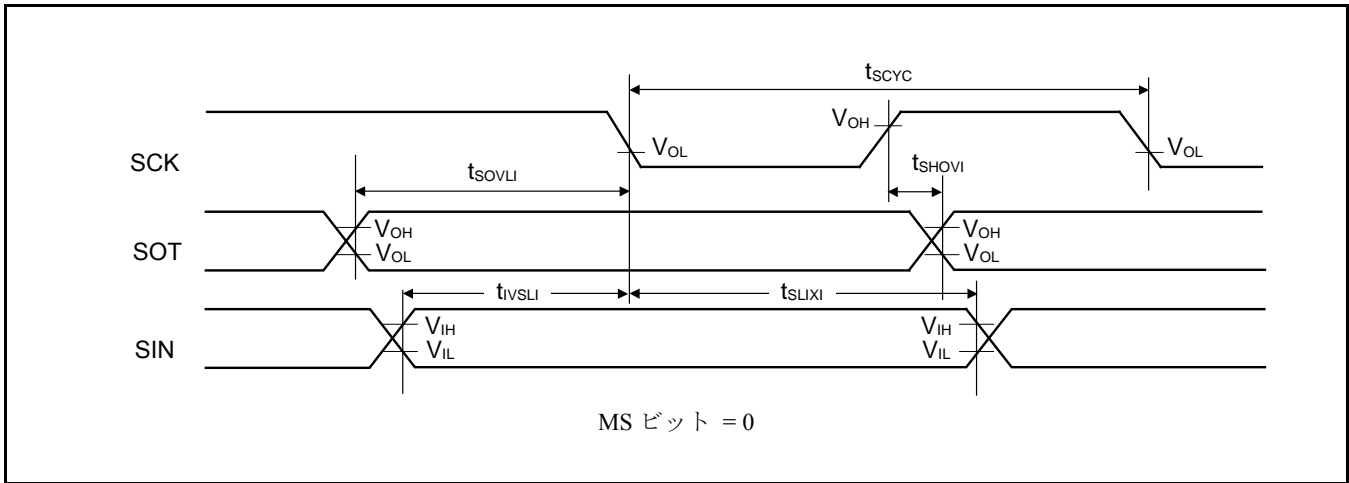 tSCYC
VOH
SCK
VOL
VOL
tSHOVI
tSOVLI
VOH
VOH
SOT
VOL
VOL
tIVSLI
tSLIXI
VIH
VIH
SIN
VIL
VIL
MS ビット = 0